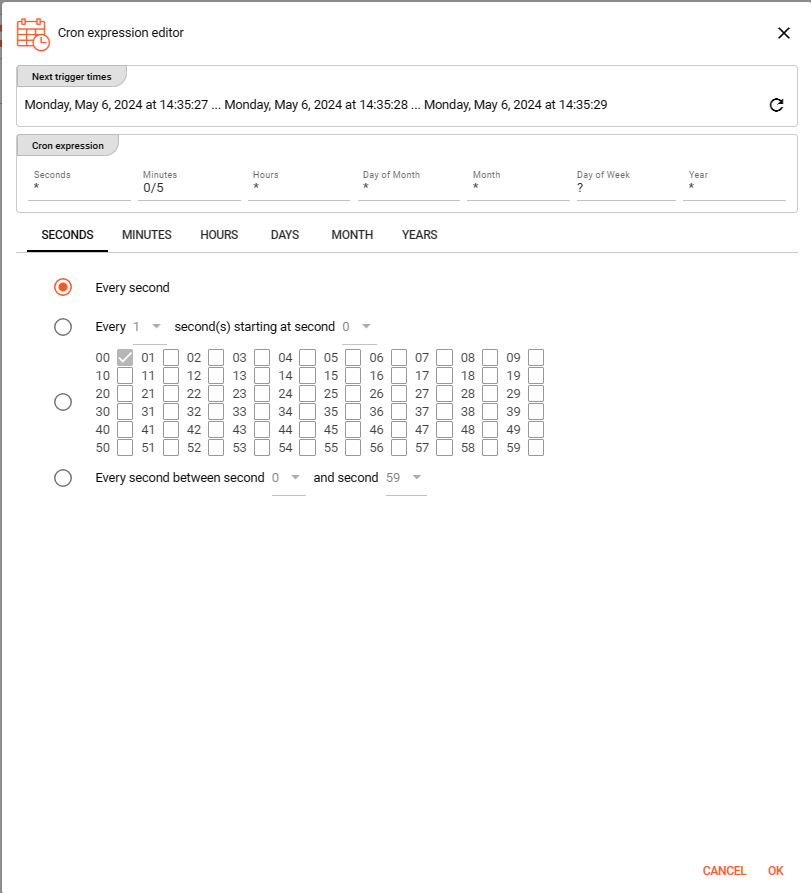 Cron expression editor
Next trigger times
Monday, May 6, 2024 at 14:35:27 ... Monday, May 6, 2024 at 14:35:28 ... Monday, May 6, 2024 at 14:35:29
Cron expression
Seconds Minutes Hours Day of Month Month Day of Week Year
* 0/5 * * * ? *
SECONDS MINUTES HOURS DAYS MONTH YEARS
Every second
Every 1 second(s) starting at second 0
00 01 02 03 04 05 06 07 08 09
10 11 12 13 14 15 16 17 18 19
20 21 22 23 24 25 26 27 28 29
30 31 32 33 34 35 36 37 38 39
40 41 42 43 44 45 46 47 48 49
50 51 52 53 54 55 56 57 58 59
Every second between second 0 and second 59
CANCEL OK